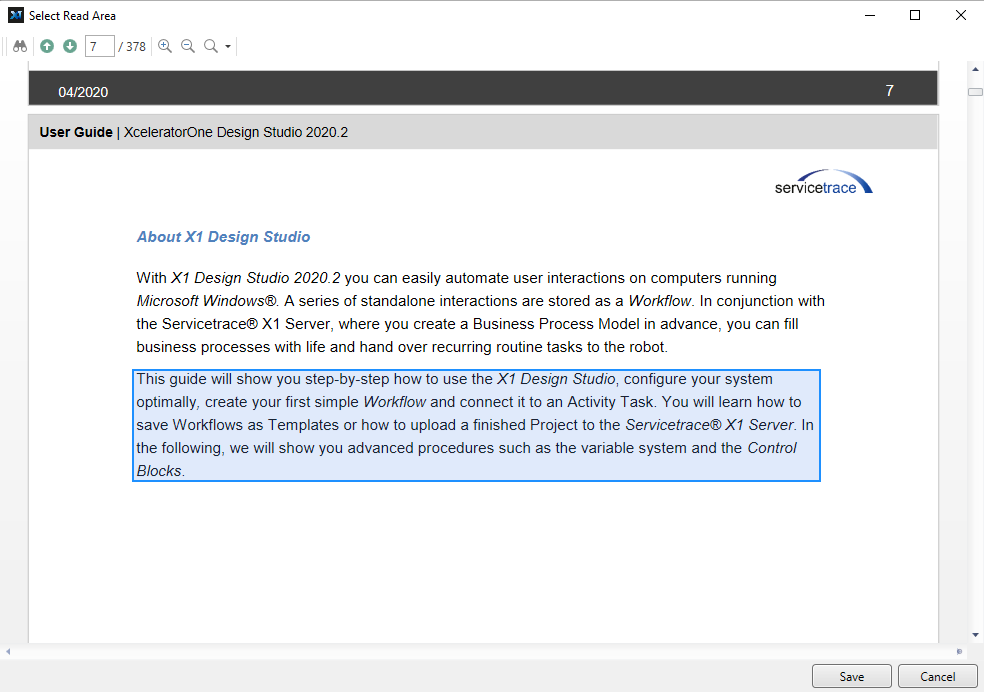 Select Read Area
7 / 378
04/2020 7
User Guide | XceleratorOne Design Studio 2020.2
servicetrace
About X1 Design Studio
With X1 Design Studio 2020.2 you can easily automate user interactions on computers running
Microsoft Windows®. A series of standalone interactions are stored as a Workflow. In conjunction with
the Servicetrace® X1 Server, where you create a Business Process Model in advance, you can fill
business processes with life and hand over recurring routine tasks to the robot.
This guide will show you step-by-step how to use the X1 Design Studio, configure your system
optimally, create your first simple Workflow and connect it to an Activity Task. You will learn how to
save Workflows as Templates or how to upload a finished Project to the Servicetrace® X1 Server. In
the following, we will show you advanced procedures such as the variable system and the Control
Blocks.
Save Cancel